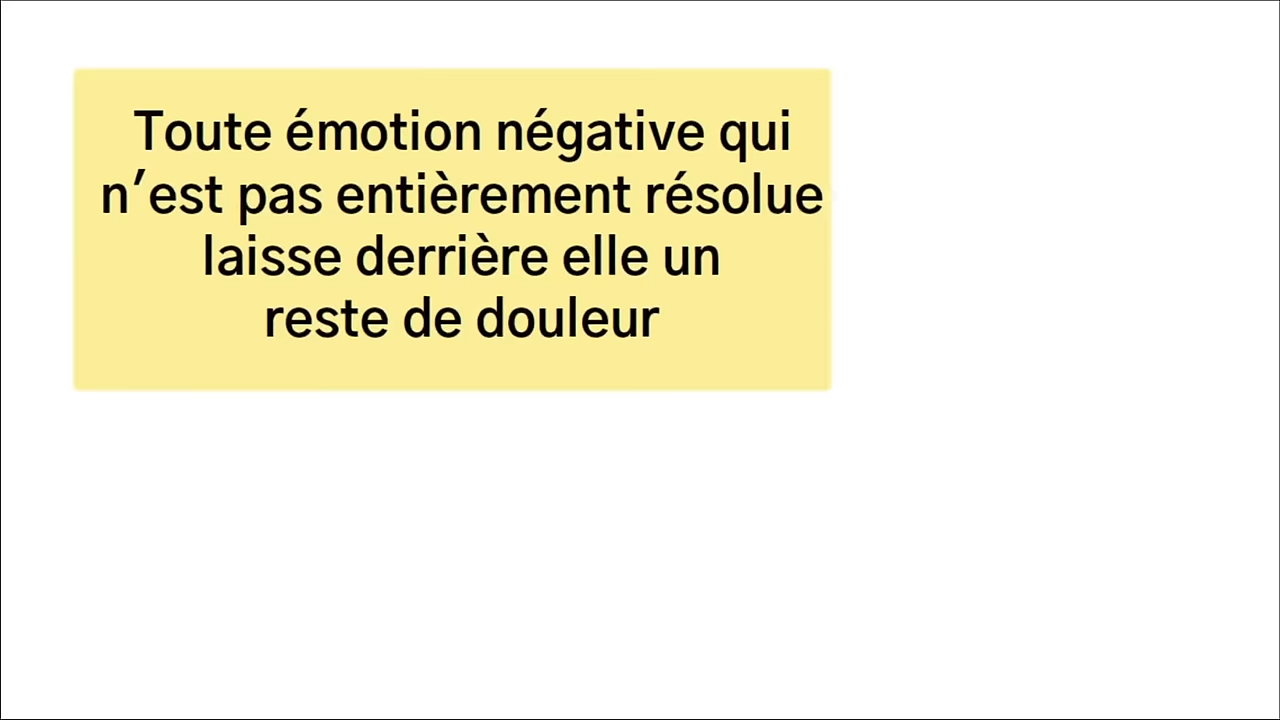 Toute émotion négative qui
n’est pas entièrement résolue
laisse derrière elle un
reste de douleur